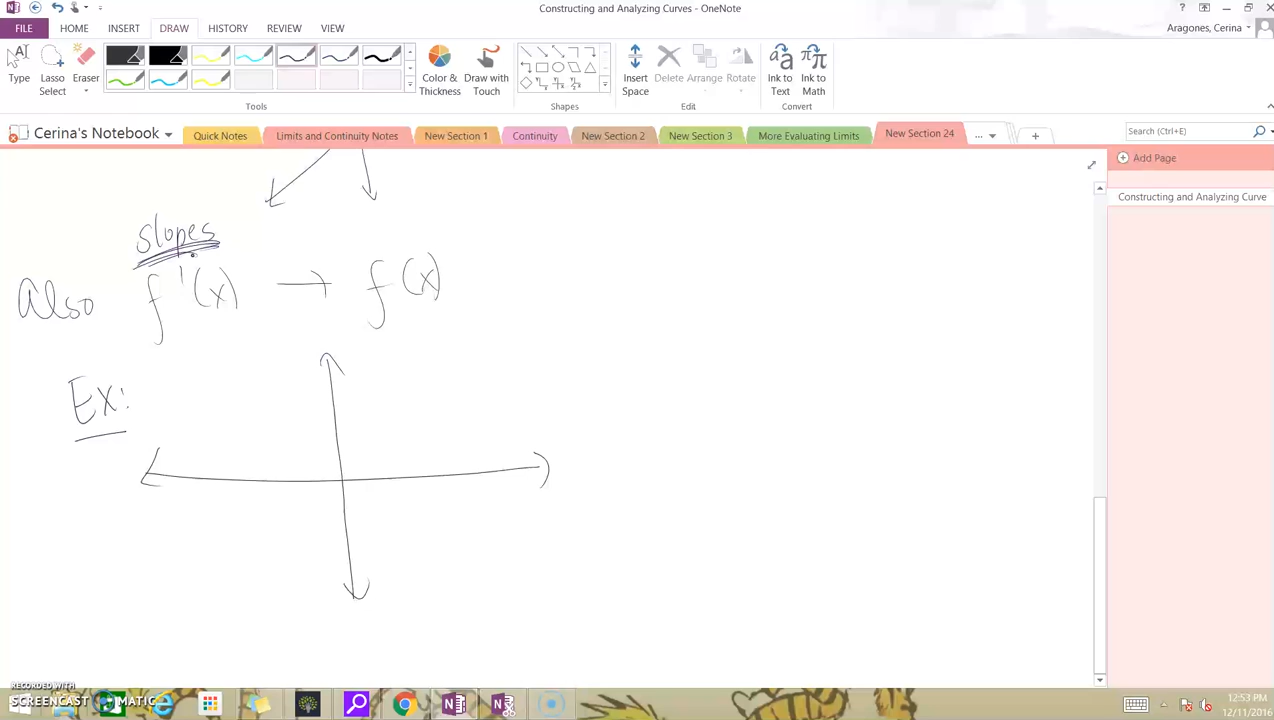 Constructing and Analyzing Curves - OneNote
FILE HOME INSERT DRAW HISTORY REVIEW VIEW
Aragones, Cerina
Type
Lasso Select
Eraser
Color & Thickness
Draw with Touch
Insert Space
Delete
Arrange
Rotate
Ink to Text
Ink to Math
Tools
Shapes
Edit
Convert
Cerina's Notebook
Quick Notes
Limits and Continuity Notes
New Section 1
Continuity
New Section 2
New Section 3
More Evaluating Limits
New Section 24
...
Search (Ctrl+E)
Add Page
Constructing and Analyzing Curve
slopes
Also f'(x) → f(x)
Ex:
RECORDED WITH
SCREENCAST MATIC
12:53 PM
12/11/2016